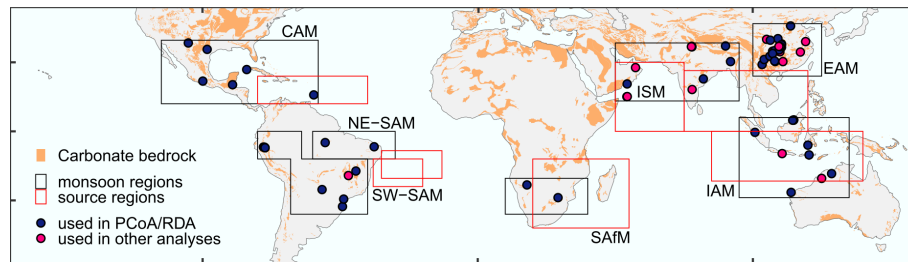 CAM
EAM
ISM
NE-SAM
Carbonate bedrock
monsoon regions
SW-SAM
source regions
IAM
used in PCoA/RDA
used in other analyses
SAfM